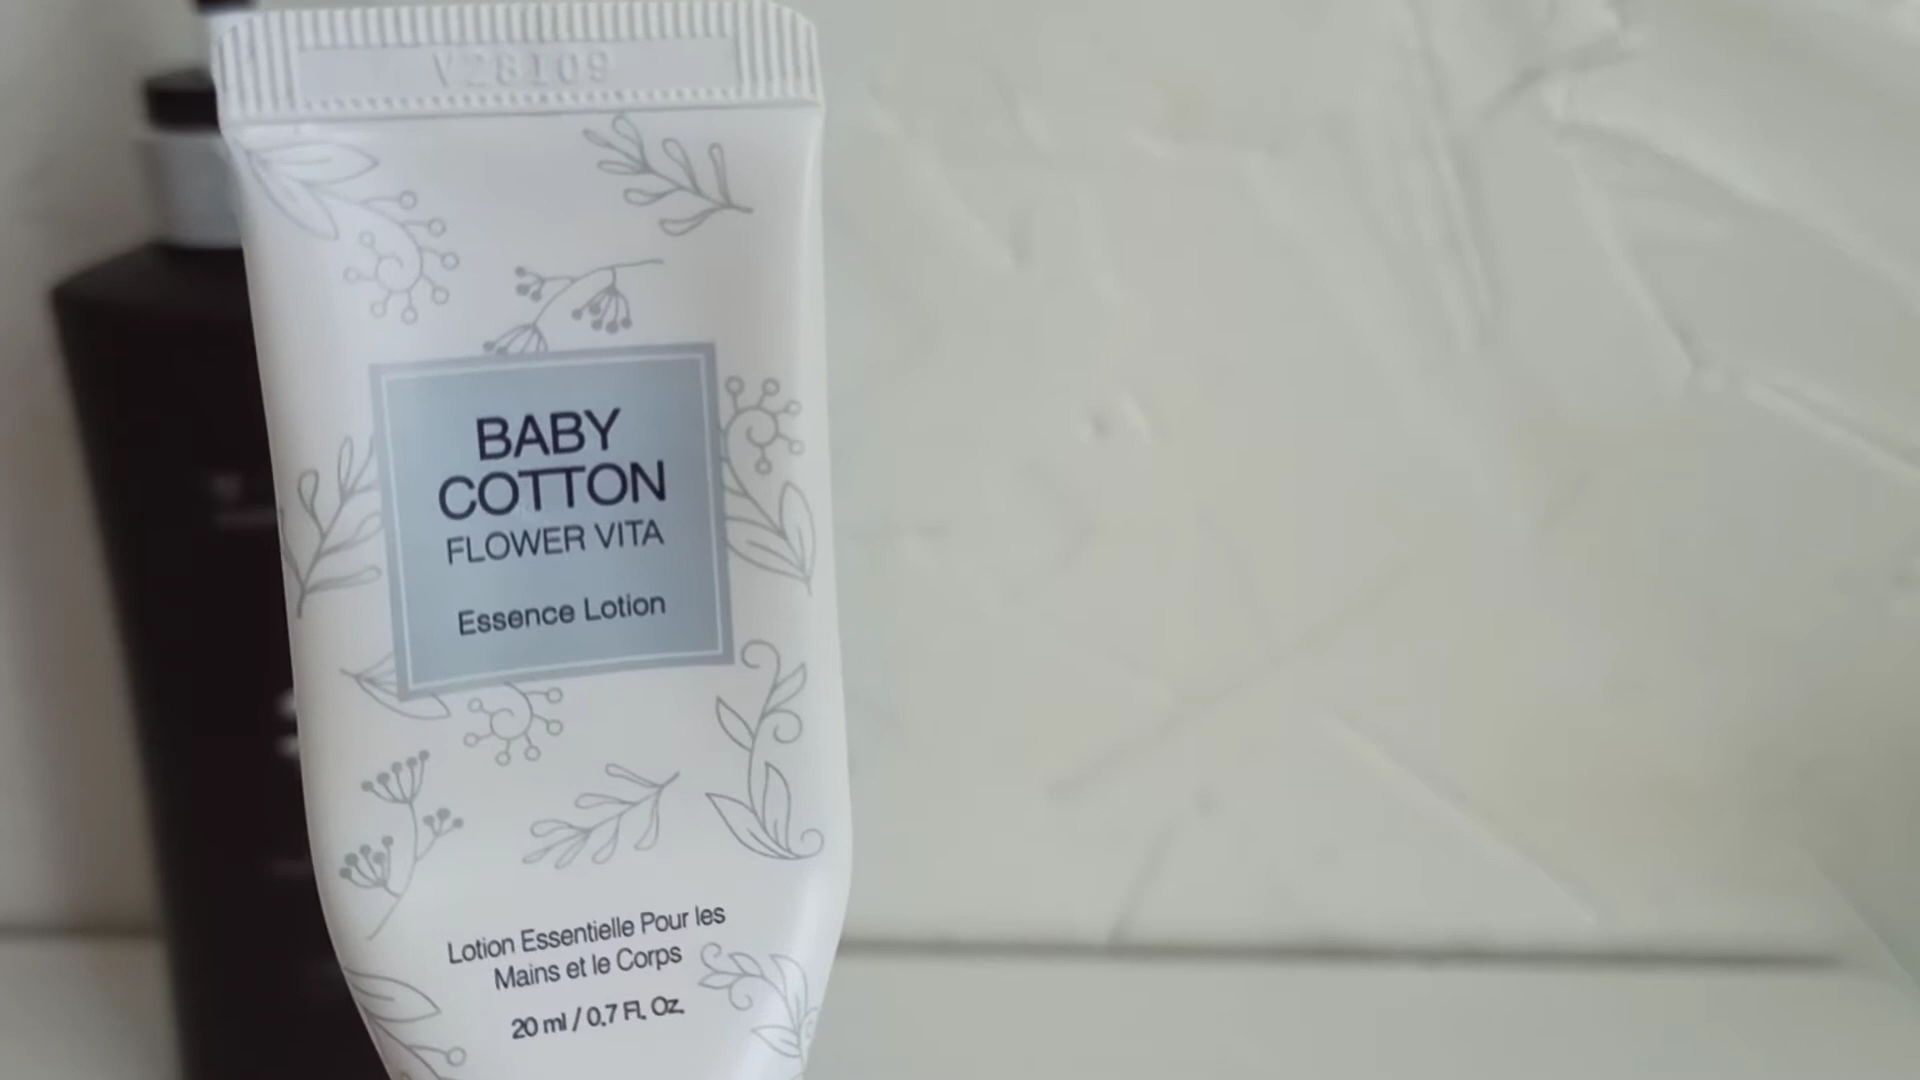 V28109
BABY
COTTON
FLOWER VITA
Essence Lotion
Lotion Essentielle Pour les
Mains et le Corps
20 ml / 0.7 Fl. Oz.